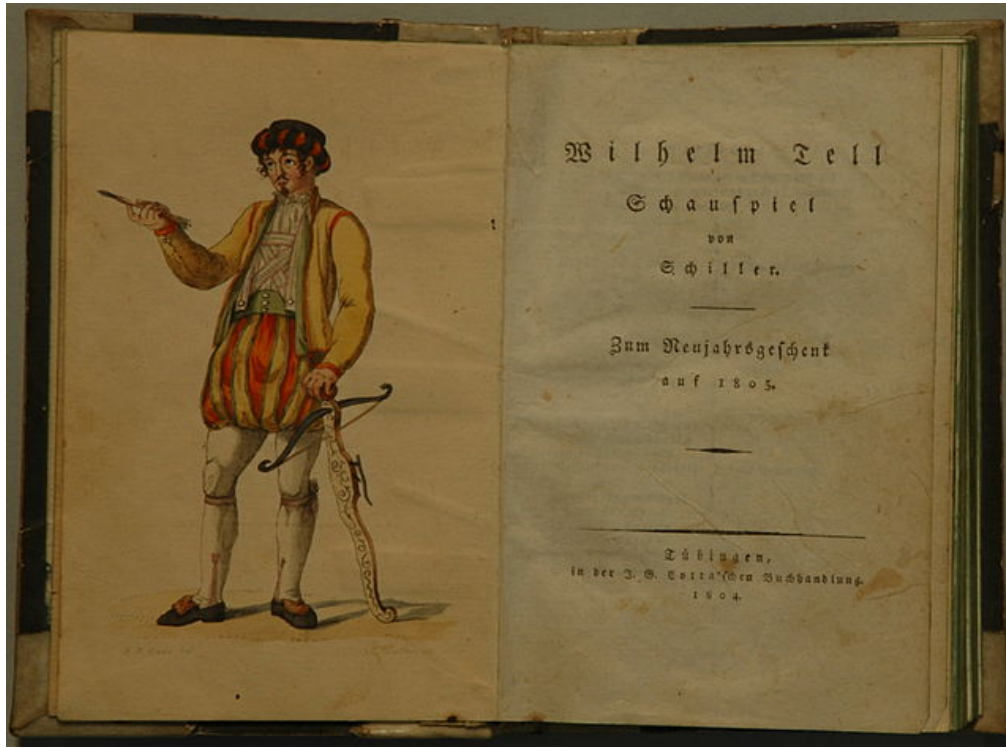 Wilhelm Tell
Schauspiel
von
Schiller.
Zum Neujahrsgeschenk
auf 1805.
Tübingen,
in der J. G. Cotta'schen Buchhandlung.
1804.